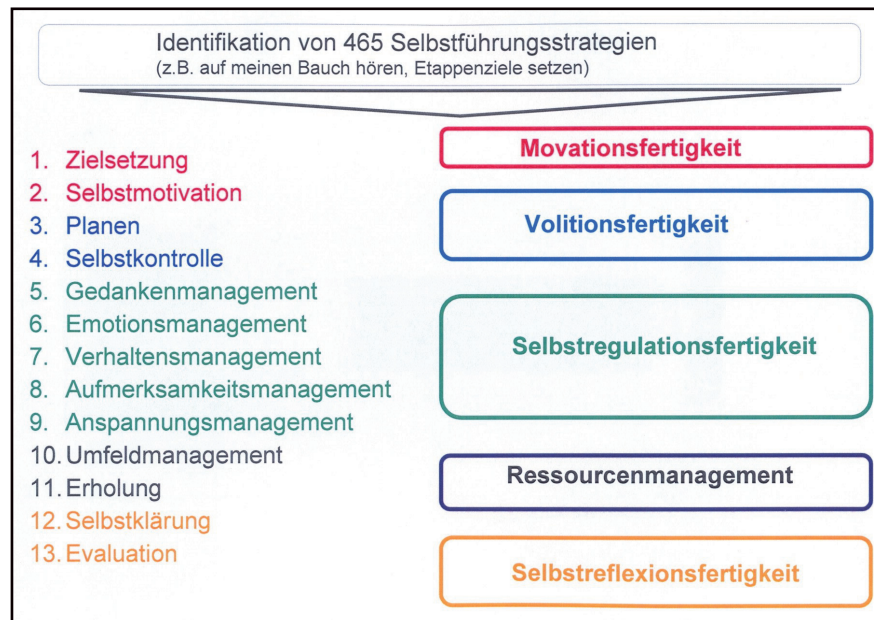 Identifikation von 465 Selbstführungsstrategien
(z.B. auf meinen Bauch hören, Etappenziele setzen)
1. Zielsetzung
2. Selbstmotivation
3. Planen
4. Selbstkontrolle
5. Gedankenmanagement
6. Emotionsmanagement
7. Verhaltensmanagement
8. Aufmerksamkeitsmanagement
9. Anspannungsmanagement
10. Umfeldmanagement
11. Erholung
12. Selbstklärung
13. Evaluation
Movationsfertigkeit
Volitionsfertigkeit
Selbstregulationsfertigkeit
Ressourcenmanagement
Selbstreflexionsfertigkeit